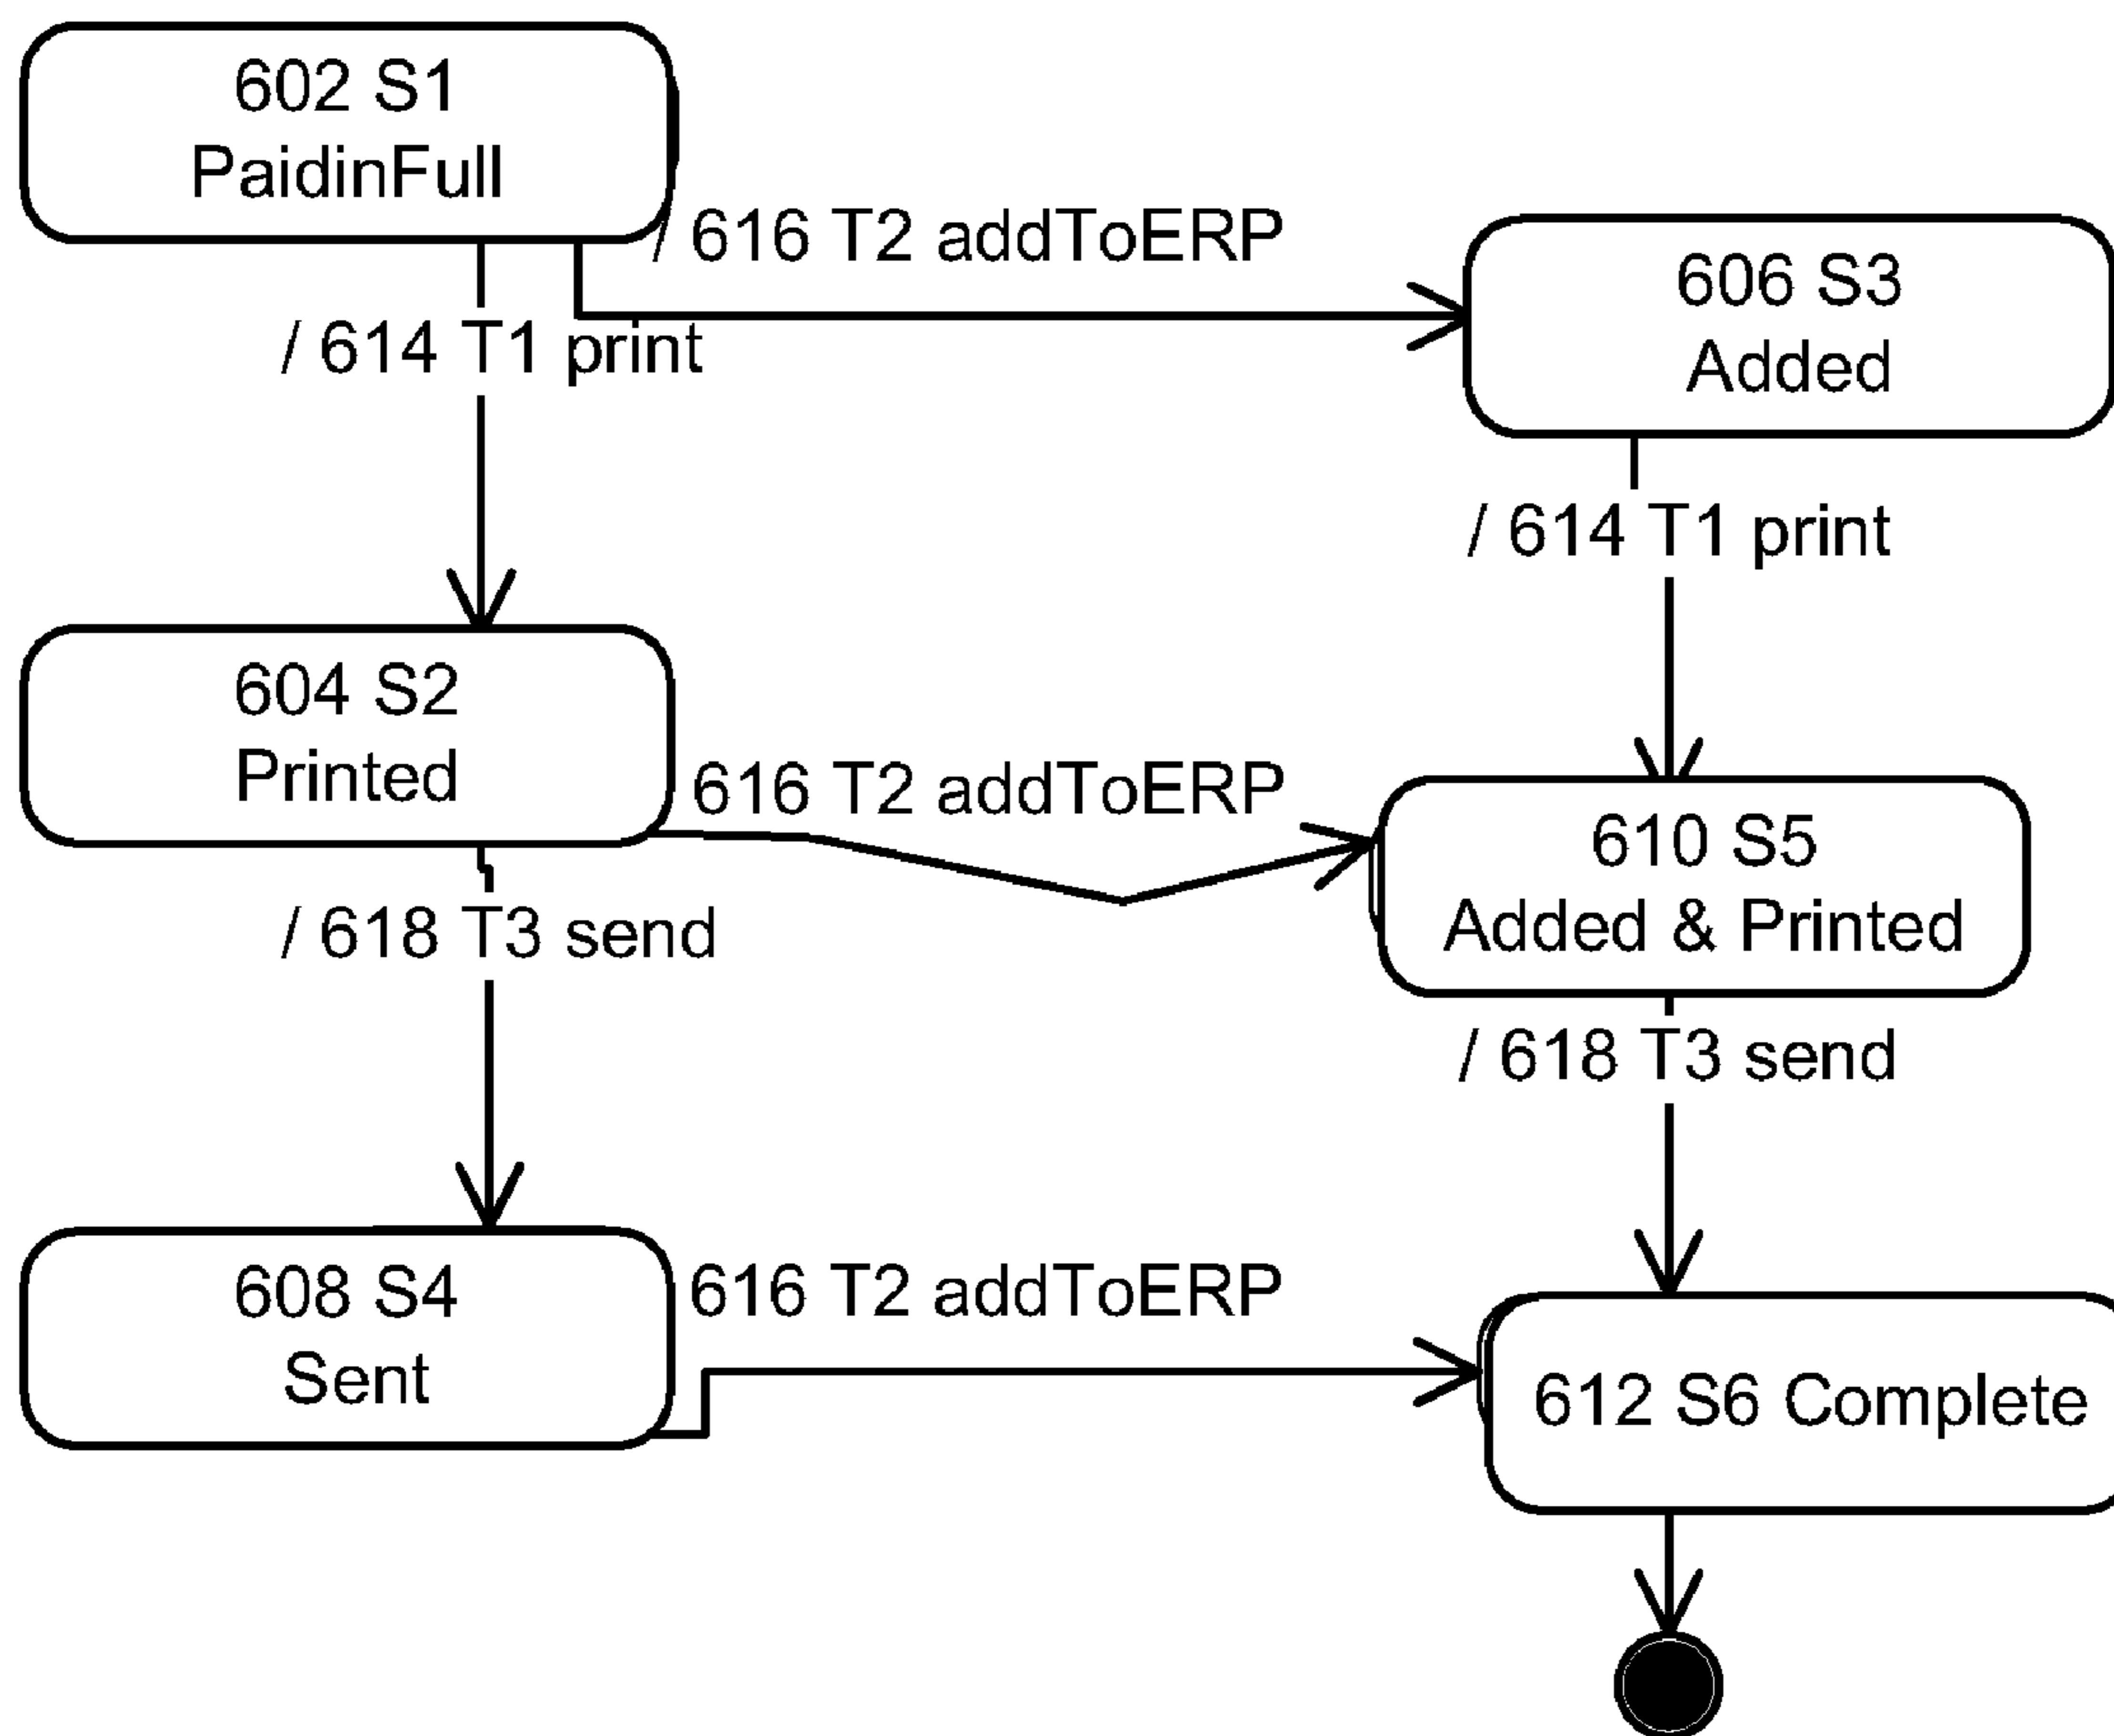 602 S1
PaidinFull
/ 616 T2 addToERP
606 S3
Added
/ 614 T1 print
/ 614 T1 print
604 S2
Printed
616 T2 addToERP
610 S5
Added & Printed
/ 618 T3 send
/ 618 T3 send
608 S4
Sent
616 T2 addToERP
612 S6 Complete